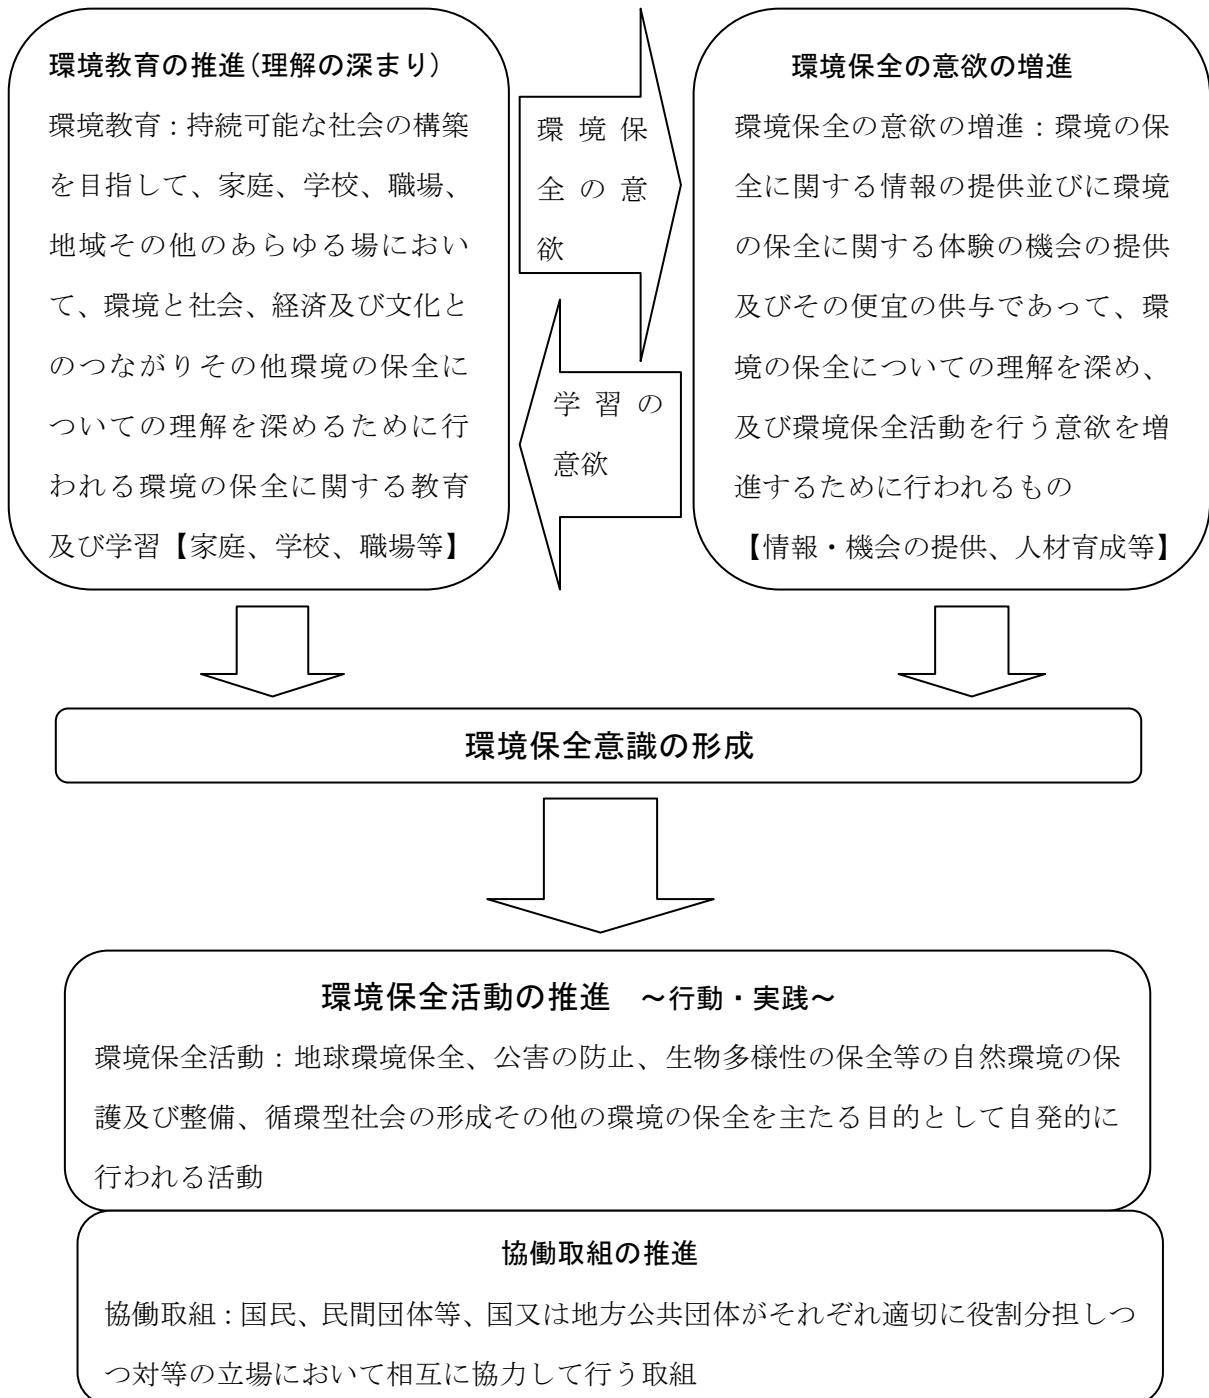 環境教育の推進(理解の深まり)
環境教育：持続可能な社会の構築
を目指して、家庭、学校、職場、
地域その他のあらゆる場におい
て、環境と社会、経済及び文化と
のつながりその他環境の保全に
ついての理解を深めるために行
われる環境の保全に関する教育
及び学習【家庭、学校、職場等】
環境保
全の意
欲
学習の
意欲
環境保全の意欲の増進
環境保全の意欲の増進：環境の保
全に関する情報の提供並びに環境
の保全に関する体験の機会の提供
及びその便宜の供与であって、環
境の保全についての理解を深め、
及び環境保全活動を行う意欲を増
進するために行われるもの
【情報・機会の提供、人材育成等】
環境保全意識の形成
環境保全活動の推進　～行動・実践～
環境保全活動：地球環境保全、公害の防止、生物多様性の保全等の自然環境の保
護及び整備、循環型社会の形成その他の環境の保全を主たる目的として自発的に
行われる活動
協働取組の推進
協働取組：国民、民間団体等、国又は地方公共団体がそれぞれ適切に役割分担しつ
つ対等の立場において相互に協力して行う取組